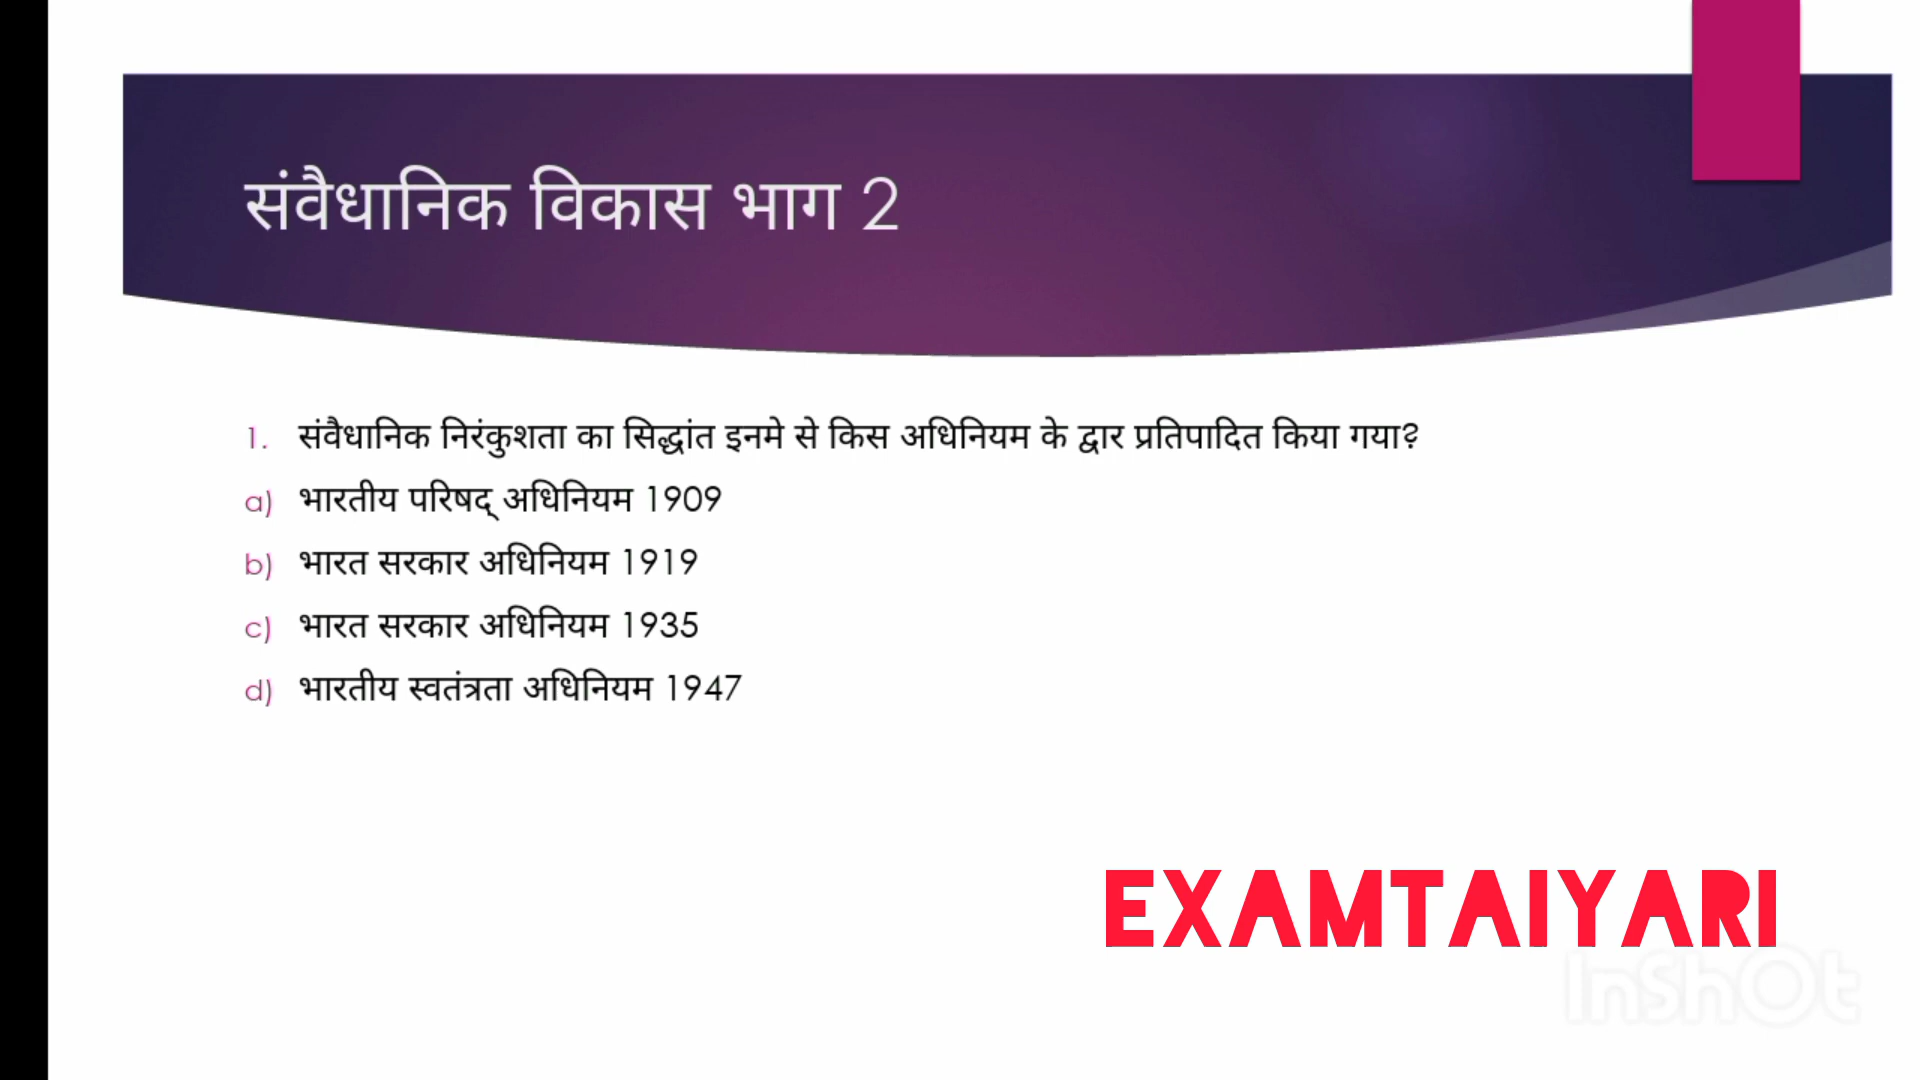 संवैधानिक विकास भाग 2
1. संवैधानिक निरंकुशता का सिद्धांत इनमे से किस अधिनियम के द्वार प्रतिपादित किया गया?
a) भारतीय परिषद् अधिनियम 1909
b) भारत सरकार अधिनियम 1919
c) भारत सरकार अधिनियम 1935
d) भारतीय स्वतंत्रता अधिनियम 1947
EXAMTAIYARI
InShOt